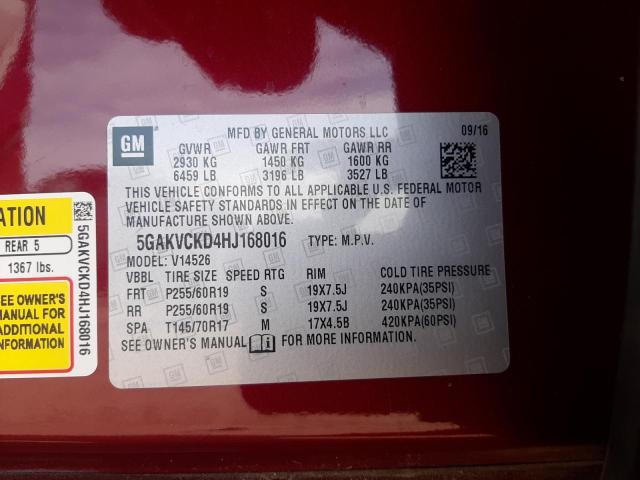 GM
MFD BY GENERAL MOTORS LLC 09/16
GVWR GAWR FRT GAWR RR
2930 KG 1450 KG 1600 KG
6459 LB 3196 LB 3527 LB
THIS VEHICLE CONFORMS TO ALL APPLICABLE U.S. FEDERAL MOTOR
VEHICLE SAFETY STANDARDS IN EFFECT ON THE DATE OF
MANUFACTURE SHOWN ABOVE.
5GAKVCKD4HJ168016 TYPE: M.P.V.
MODEL: V14526
VBBL TIRE SIZE SPEED RTG RIM COLD TIRE PRESSURE
FRT P255/60R19 S 19X7.5J 240KPA(35PSI)
RR P255/60R19 S 19X7.5J 240KPA(35PSI)
SPA T145/70R17 M 17X4.5B 420KPA(60PSI)
SEE OWNER'S MANUAL FOR MORE INFORMATION
ATION
REAR 5
1367 lbs.
SEE OWNER'S
MANUAL FOR
ADDITIONAL
INFORMATION
5GAKVCKD4HJ168016